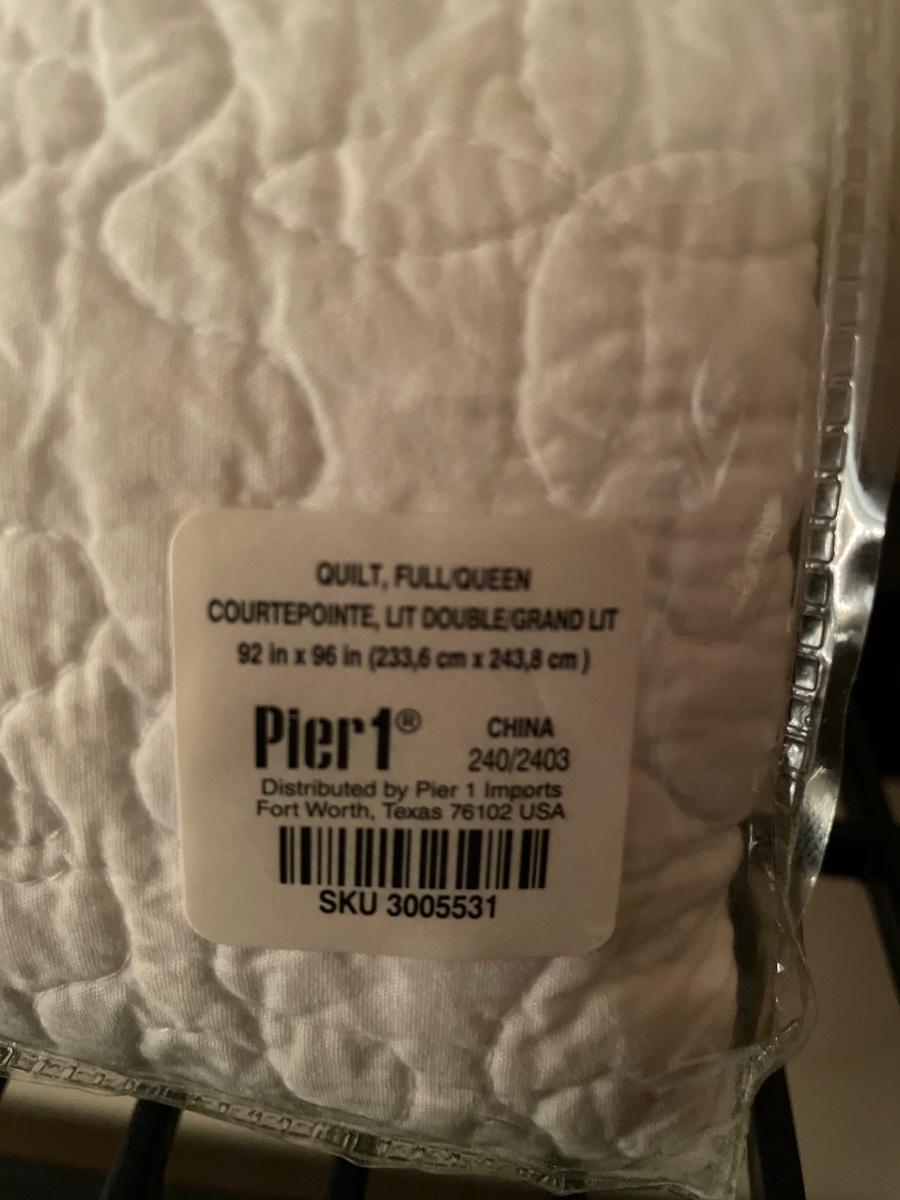 QUILT, FULL/QUEEN
COURTEPOINTE, LIT DOUBLE/GRAND LIT
92 in x 96 in (233,6 cm x 243,8 cm )
Pier1® CHINA
240/2403
Distributed by Pier 1 Imports
Fort Worth, Texas 76102 USA
SKU 3005531